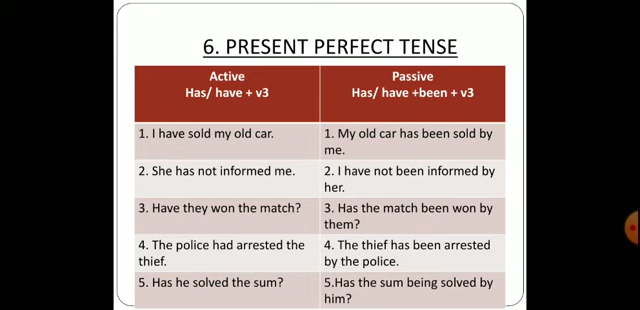 6. PRESENT PERFECT TENSE
Active
Has/ have + v3
Passive
Has/ have +been + v3
1. I have sold my old car.
1. My old car has been sold by
me.
2. She has not informed me.
2. I have not been informed by
her.
3. Have they won the match?
3. Has the match been won by
them?
4. The police had arrested the
thief.
4. The thief has been arrested
by the police.
5. Has he solved the sum?
5.Has the sum being solved by
him?